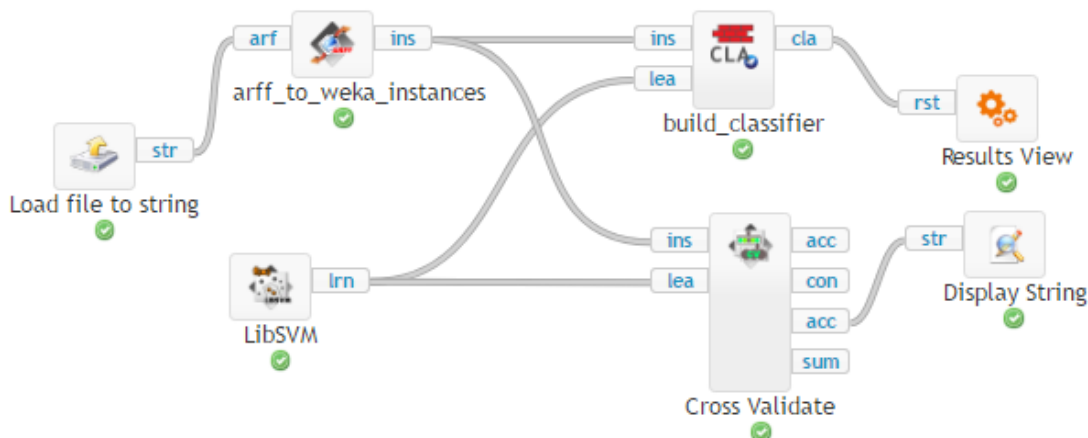 arf
ins
arff_to_weka_instances
str
Load file to string
lrn
LibSVM
ins
lea
CLA
cla
build_classifier
rst
Results View
ins
lea
acc
con
acc
sum
Cross Validate
str
Display String